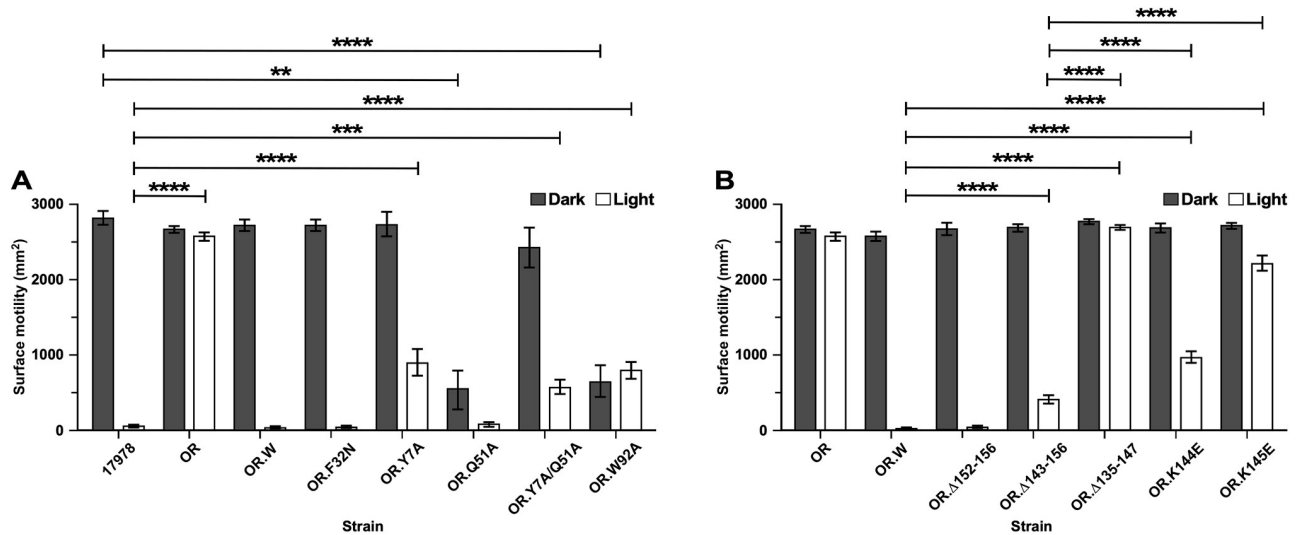 ****
**
****
***
****
****
A
Dark Light
3000
2000
1000
0
Surface motility (mm²)
17978
OR
OR.W
OR.F32N
OR.Y7A
OR.Q51A
OR.Y7A/Q51A
OR.W92A
Strain
****
****
****
****
****
****
****
B
Dark Light
3000
2000
1000
0
Surface motility (mm²)
OR
OR.W
OR.Δ152-156
OR.Δ143-156
OR.Δ135-147
OR.K144E
OR.K145E
Strain